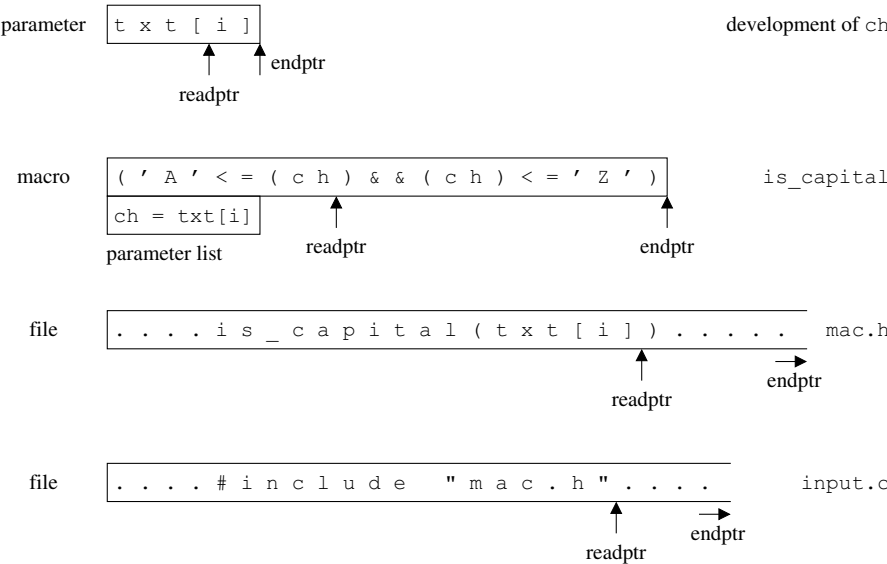 parameter t x t [ i ] development of ch
endptr
readptr
macro ( ' A ' < = ( c h ) & & ( c h ) < = ' Z ' ) is_capital
ch = txt[i]
parameter list readptr endptr
file . . . . i s _ c a p i t a l ( t x t [ i ] ) . . . . . mac.h
endptr
readptr
file . . . . # i n c l u d e " m a c . h " . . . . input.c
endptr
readptr